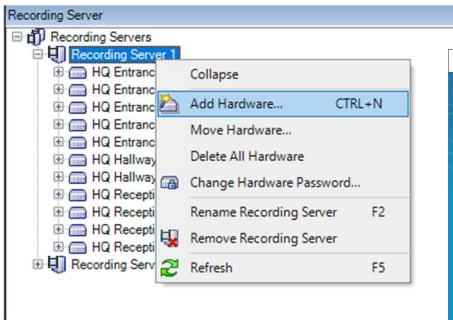 Recording Server
Recording Servers
Recording Server 1
HQ Entranc
HQ Entranc
HQ Entranc
HQ Entranc
HQ Entranc
HQ Hallway
HQ Hallway
HQ Recepti
HQ Recepti
HQ Recepti
HQ Recepti
Recording Serv
Collapse
Add Hardware... CTRL+N
Move Hardware...
Delete All Hardware
Change Hardware Password...
Rename Recording Server F2
Remove Recording Server
Refresh F5